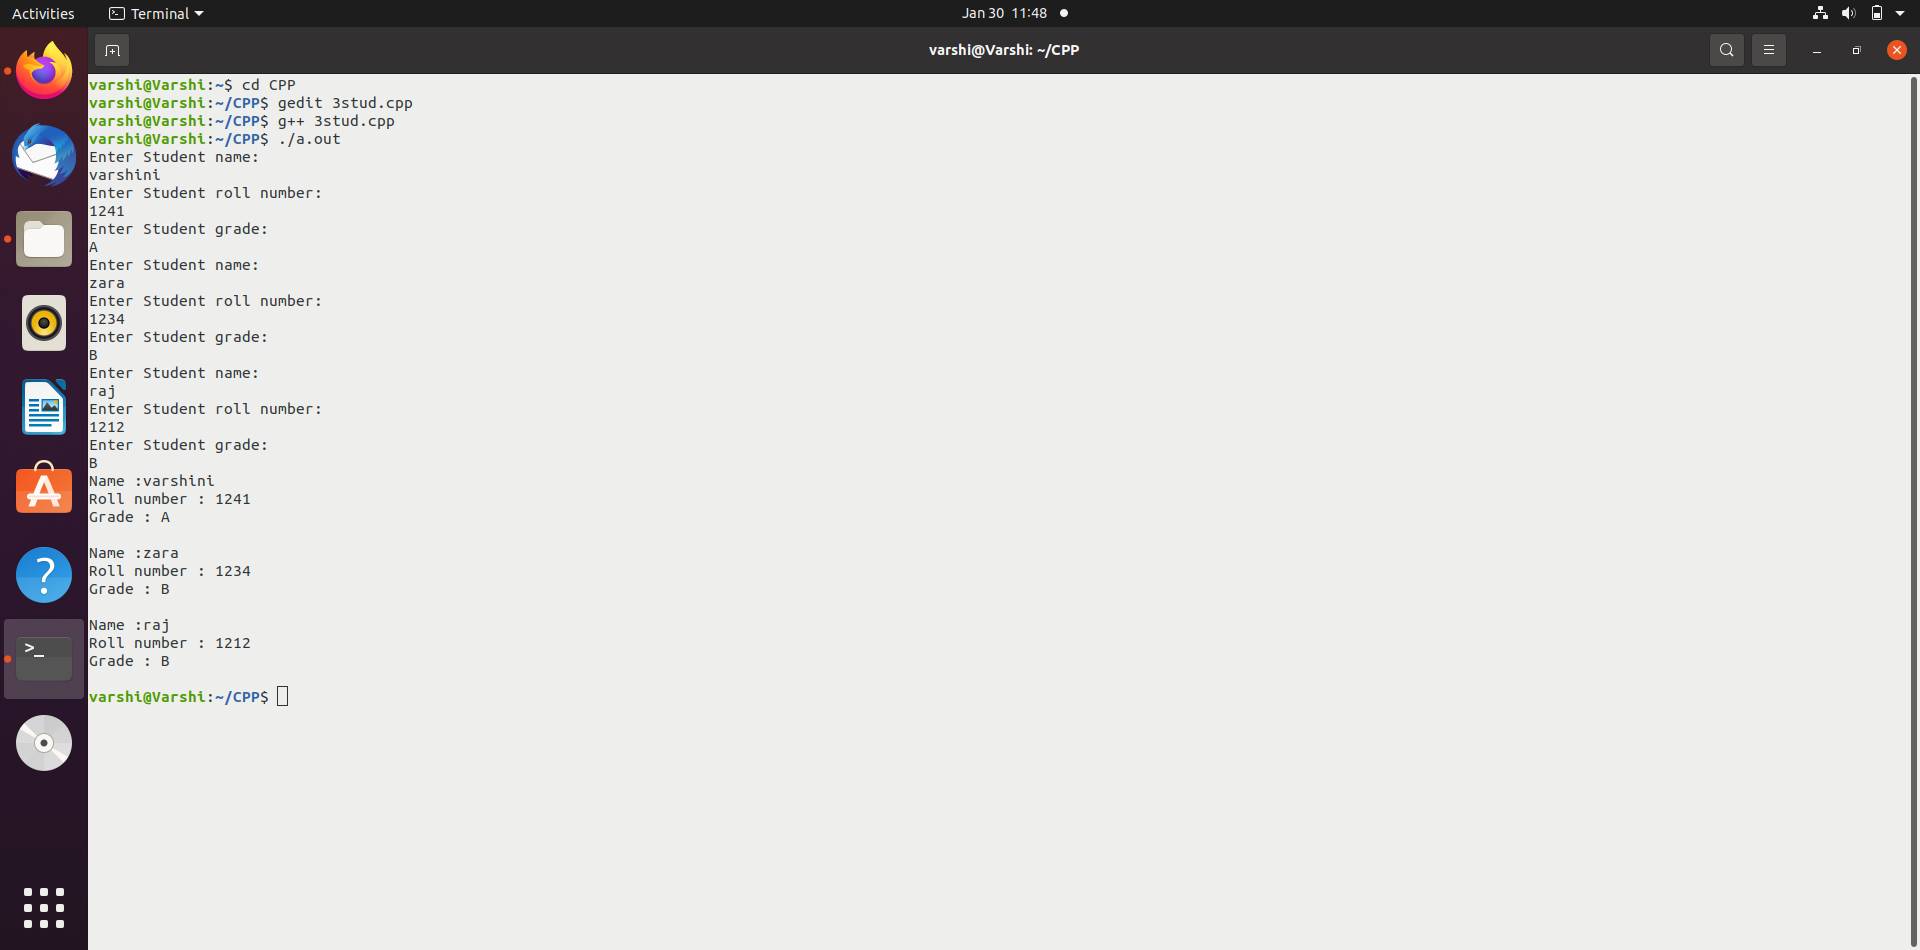 Activities
Terminal
Jan 30 11:48
varshi@Varshi: ~/CPP
varshi@Varshi:~$ cd CPP
varshi@Varshi:~/CPP$ gedit 3stud.cpp
varshi@Varshi:~/CPP$ g++ 3stud.cpp
varshi@Varshi:~/CPP$ ./a.out
Enter Student name:
varshini
Enter Student roll number:
1241
Enter Student grade:
A
Enter Student name:
zara
Enter Student roll number:
1234
Enter Student grade:
B
Enter Student name:
raj
Enter Student roll number:
1212
Enter Student grade:
B
Name :varshini
Roll number : 1241
Grade : A
Name :zara
Roll number : 1234
Grade : B
Name :raj
Roll number : 1212
Grade : B
varshi@Varshi:~/CPP$